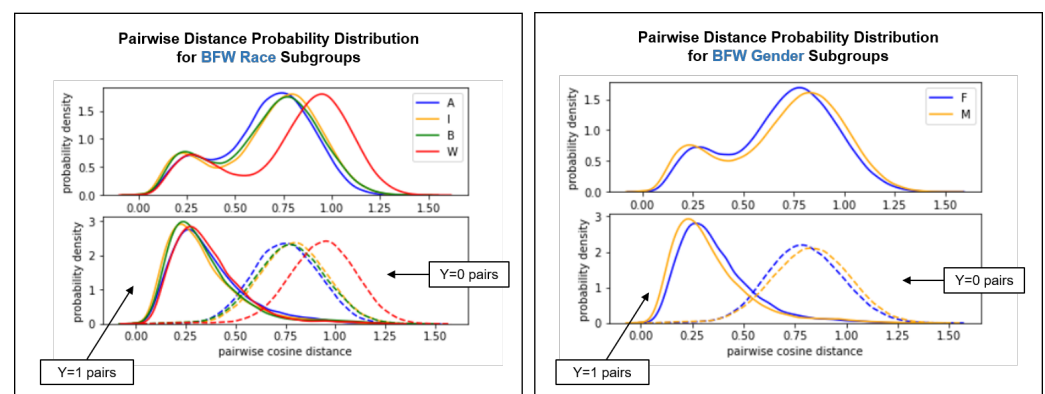 Pairwise Distance Probability Distribution
for BFW Race Subgroups
probability density
1.5
1.0
0.5
0.0
A
I
B
W
0.00 0.25 0.50 0.75 1.00 1.25 1.50
probability density
3
2
1
0
Y=0 pairs
0.00 0.25 0.50 0.75 1.00 1.25 1.50
pairwise cosine distance
Y=1 pairs
Pairwise Distance Probability Distribution
for BFW Gender Subgroups
probability density
1.5
1.0
0.5
0.0
F
M
0.00 0.25 0.50 0.75 1.00 1.25 1.50
probability density
3
2
1
0
Y=0 pairs
0.00 0.25 0.50 0.75 1.00 1.25 1.50
pairwise cosine distance
Y=1 pairs